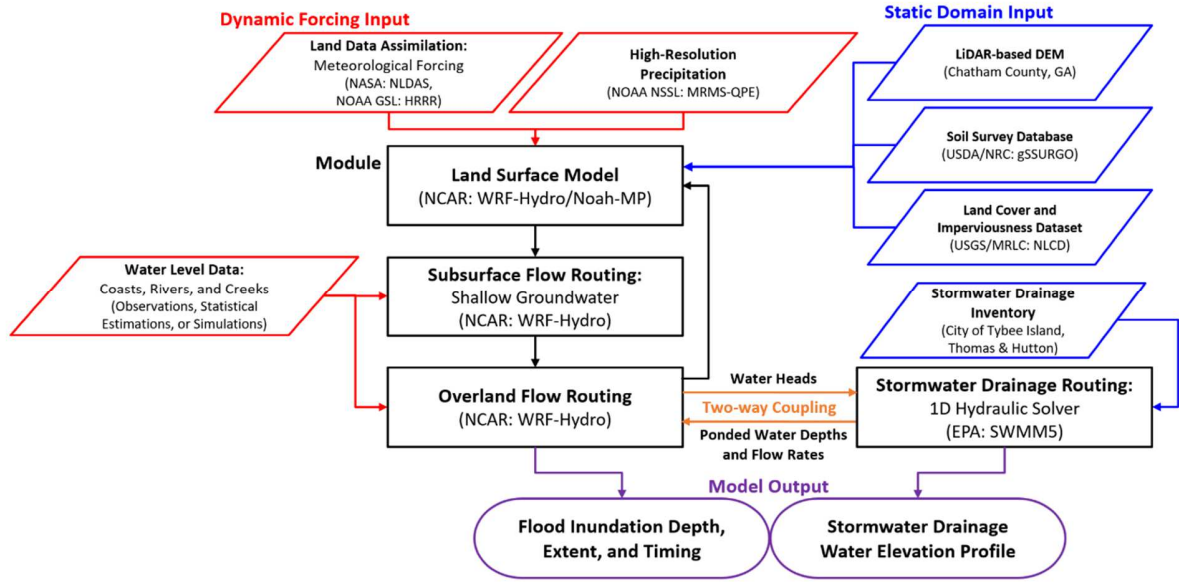 Dynamic Forcing Input
Static Domain Input
Land Data Assimilation:
Meteorological Forcing
(NASA: NLDAS,
NOAA GSL: HRRR)
High-Resolution
Precipitation
(NOAA NSSL: MRMS-QPE)
LiDAR-based DEM
(Chatham County, GA)
Soil Survey Database
(USDA/NRC: gSSURGO)
Land Cover and
Imperviousness Dataset
(USGS/MRLC: NLCD)
Module
Land Surface Model
(NCAR: WRF-Hydro/Noah-MP)
Water Level Data:
Coasts, Rivers, and Creeks
(Observations, Statistical
Estimations, or Simulations)
Subsurface Flow Routing:
Shallow Groundwater
(NCAR: WRF-Hydro)
Stormwater Drainage
Inventory
(City of Tybee Island,
Thomas & Hutton)
Overland Flow Routing
(NCAR: WRF-Hydro)
Water Heads
Two-way Coupling
Ponded Water Depths
and Flow Rates
Stormwater Drainage Routing:
1D Hydraulic Solver
(EPA: SWMM5)
Model Output
Flood Inundation Depth,
Extent, and Timing
Stormwater Drainage
Water Elevation Profile